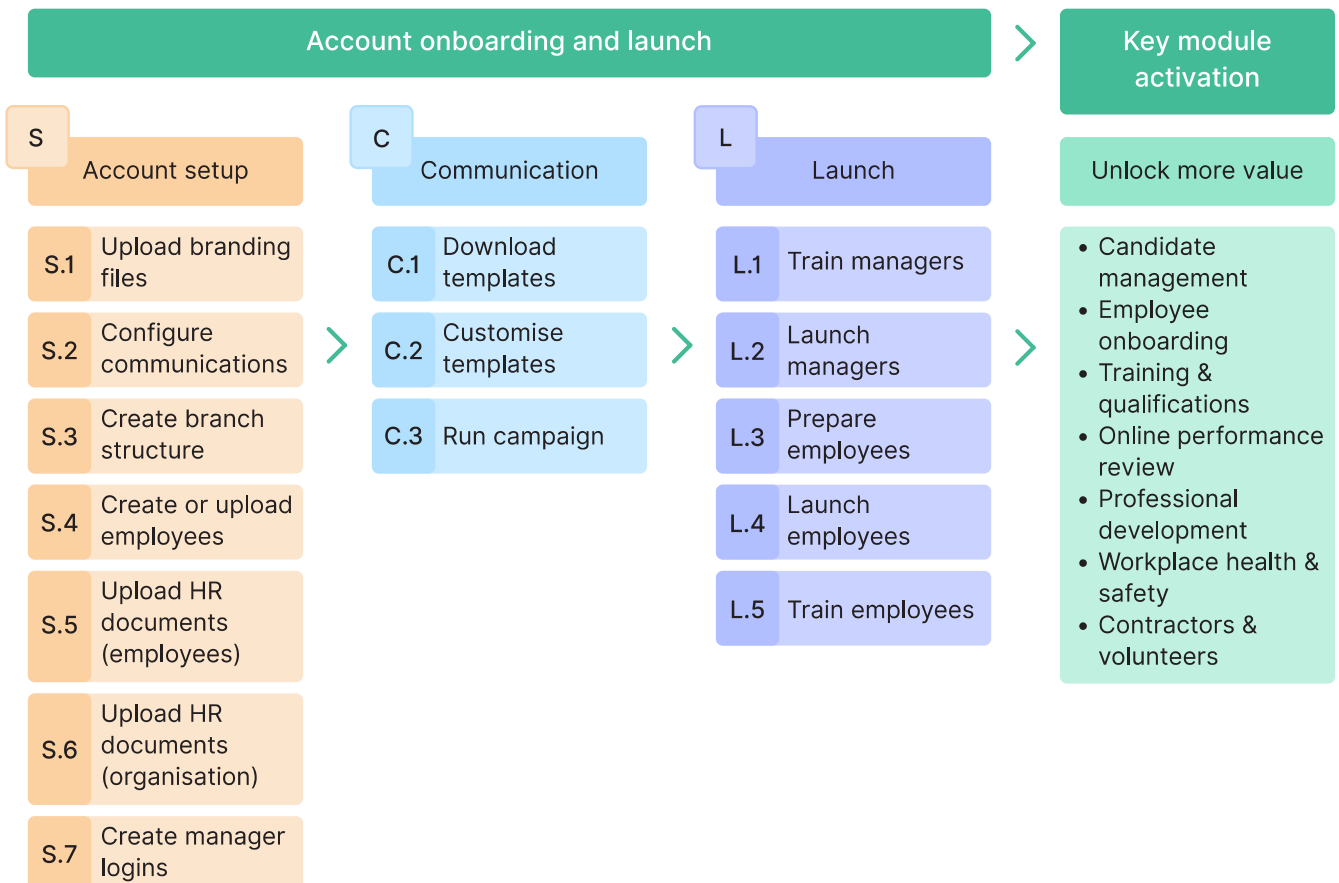 Account onboarding and launch
Key module
activation
S
Account setup
S.1
Upload branding
files
S.2
Configure
communications
S.3
Create branch
structure
S.4
Create or upload
employees
S.5
Upload HR
documents
(employees)
S.6
Upload HR
documents
(organisation)
S.7
Create manager
logins
C
Communication
C.1
Download
templates
C.2
Customise
templates
C.3
Run campaign
L
Launch
L.1
Train managers
L.2
Launch
managers
L.3
Prepare
employees
L.4
Launch
employees
L.5
Train employees
Unlock more value
• Candidate
management
• Employee
onboarding
• Training &
qualifications
• Online performance
review
• Professional
development
• Workplace health &
safety
• Contractors &
volunteers